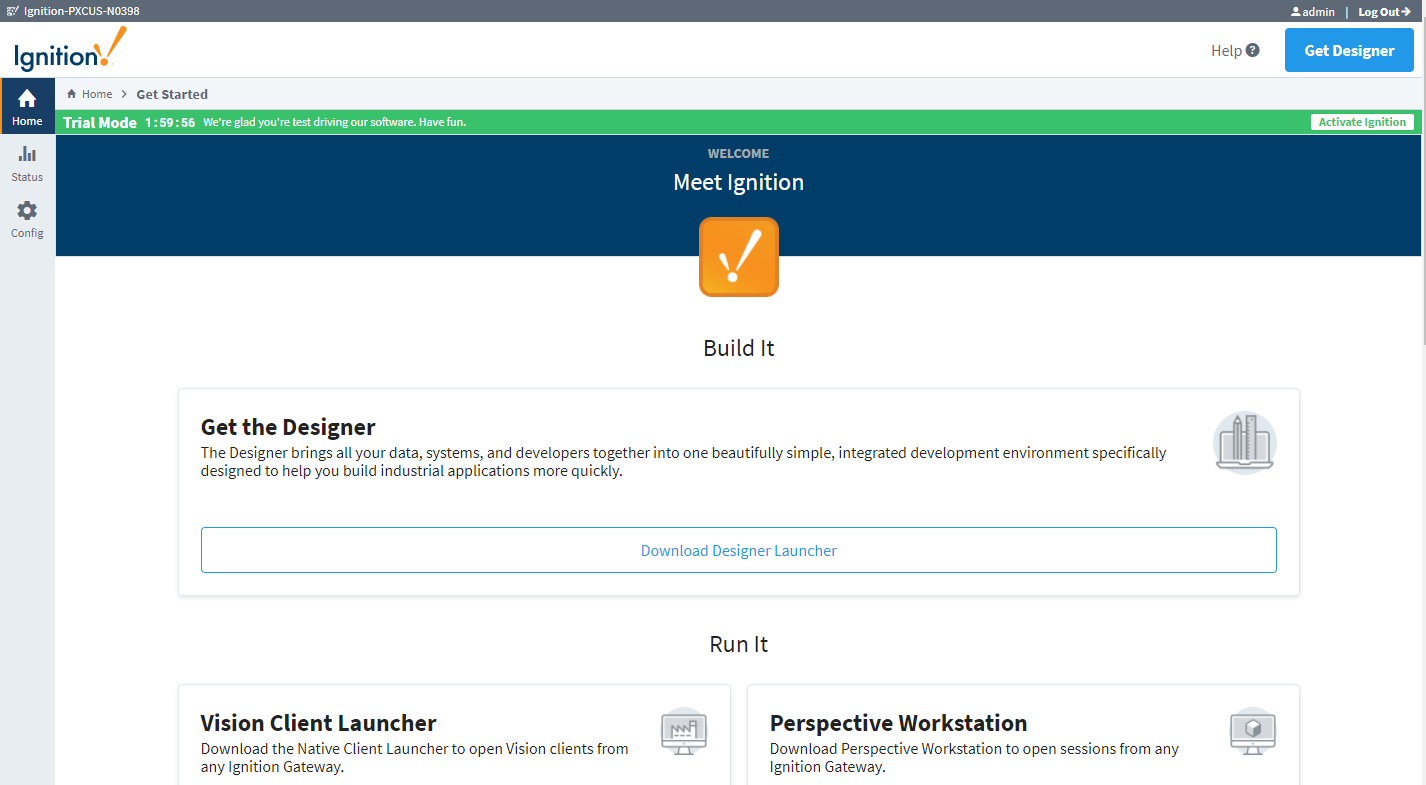 Ignition-PXCUS-N0398
admin | Log Out
Ignition!
Help ?
Get Designer
Home
Home > Get Started
Trial Mode 1:59:56 We're glad you're test driving our software. Have fun.
Activate Ignition
Status
Config
WELCOME
Meet Ignition
Build It
Get the Designer
The Designer brings all your data, systems, and developers together into one beautifully simple, integrated development environment specifically
designed to help you build industrial applications more quickly.
Download Designer Launcher
Run It
Vision Client Launcher
Download the Native Client Launcher to open Vision clients from
any Ignition Gateway.
Perspective Workstation
Download Perspective Workstation to open sessions from any
Ignition Gateway.